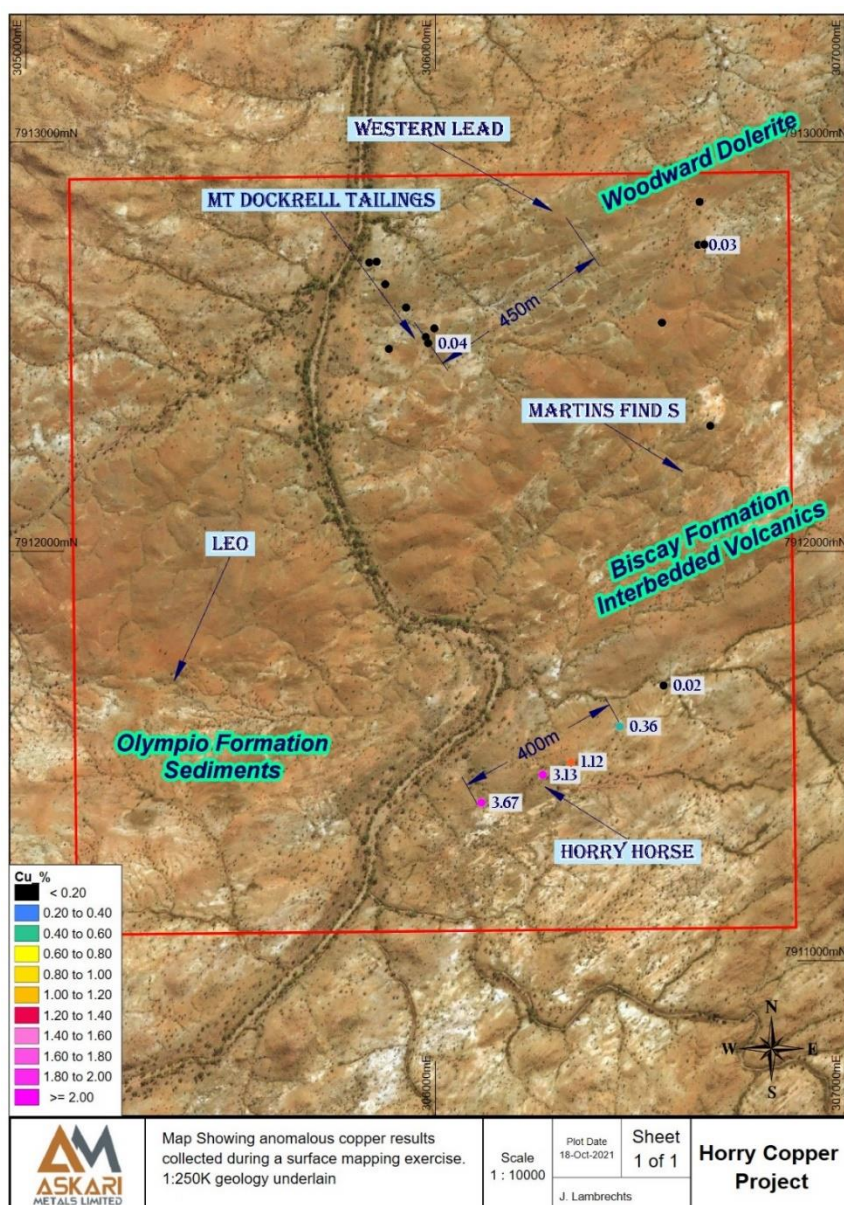 305000mE
306000mE
307000mE
7913000mN
7913000mN
WESTERN LEAD
Woodward Dolerite
MT DOCKRELL TAILINGS
0.03
450m
0.04
MARTINS FIND S
Biscay Formation
Interbedded Volcanics
7912000mN
7912000mN
LEO
0.02
0.36
400m
1.12
3.13
3.67
Olympio Formation
Sediments
HORRY HORSE
Cu_%
< 0.20
0.20 to 0.40
0.40 to 0.60
0.60 to 0.80
0.80 to 1.00
1.00 to 1.20
1.20 to 1.40
1.40 to 1.60
1.60 to 1.80
1.80 to 2.00
>= 2.00
7911000mN
N
W
E
S
306000mE
307000mE
AM
ASKARI
METALS LIMITED
Map Showing anomalous copper results
collected during a surface mapping exercise.
1:250K geology underlain
Scale
1 : 10000
Plot Date
18-Oct-2021
J. Lambrechts
Sheet
1 of 1
Horry Copper
Project